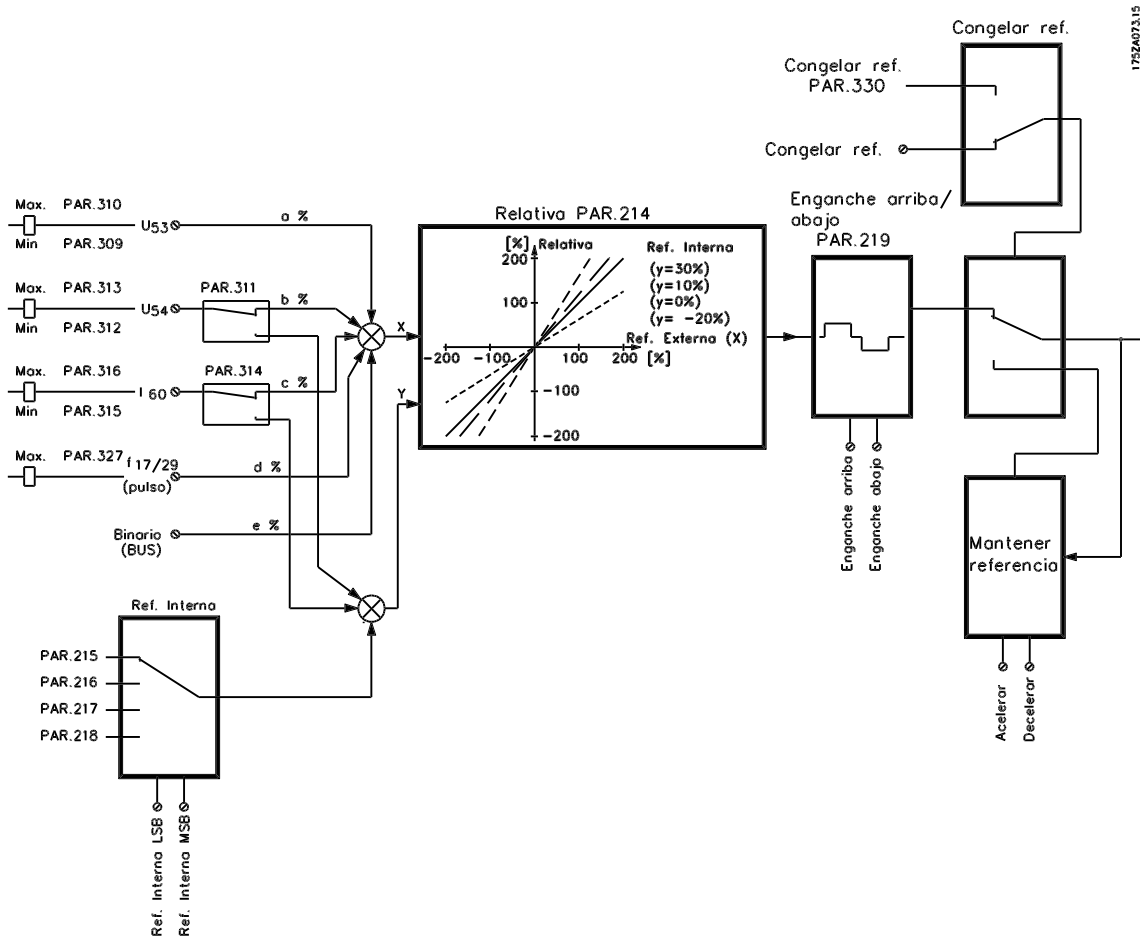 175ZA073.15
Congelar ref.
Congelar ref.
PAR.330
Congelar ref.
Enganche arriba/
abajo
PAR.219
Max. PAR.310
U53
a %
Min PAR.309
Max. PAR.313
U54
PAR.311
b %
Min PAR.312
Max. PAR.316
I 60
PAR.314
c %
Min PAR.315
Max. PAR.327
f 17/29
(pulso)
d %
Binario
(BUS)
e %
X
Y
Relativa PAR.214
[%] Relativa
200
100
-200 -100 100 200
[%]
-100
-200
Ref. Interna
(y=30%)
(y=10%)
(y=0%)
(y= -20%)
Ref. Externa (X)
Enganche arriba
Enganche abajo
Mantener
referencia
Acelerar
Decelerar
Ref. Interna
PAR.215
PAR.216
PAR.217
PAR.218
Ref. Interna LSB
Ref. Interna MSB